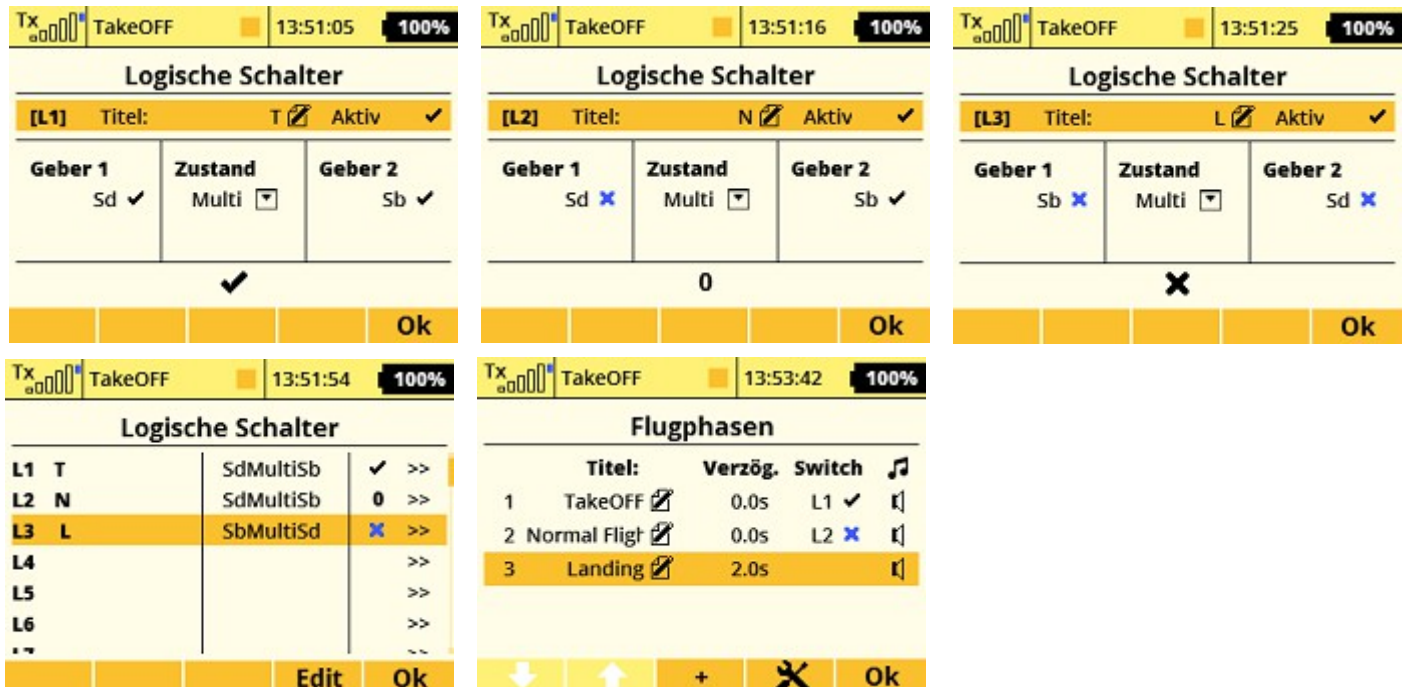 Tx TakeOFF 13:51:05 100%
Logische Schalter
[L1] Titel: T Aktiv ✔
Geber 1 Zustand Geber 2
Sd ✔ Multi Sb ✔
✔
Ok
Tx TakeOFF 13:51:16 100%
Logische Schalter
[L2] Titel: N Aktiv ✔
Geber 1 Zustand Geber 2
Sd ✖ Multi Sb ✔
0
Ok
Tx TakeOFF 13:51:25 100%
Logische Schalter
[L3] Titel: L Aktiv ✔
Geber 1 Zustand Geber 2
Sb ✖ Multi Sd ✖
✖
Ok
Tx TakeOFF 13:51:54 100%
Logische Schalter
L1 T SdMultiSb ✔ >>
L2 N SdMultiSb 0 >>
L3 L SbMultiSd ✖ >>
L4 >>
L5 >>
L6 >>
Edit Ok
Tx TakeOFF 13:53:42 100%
Flugphasen
Titel: Verzög. Switch
1 TakeOFF 0.0s L1 ✔
2 Normal 0.0s L2 ✖
3 Landing 2.0s
+ Ok